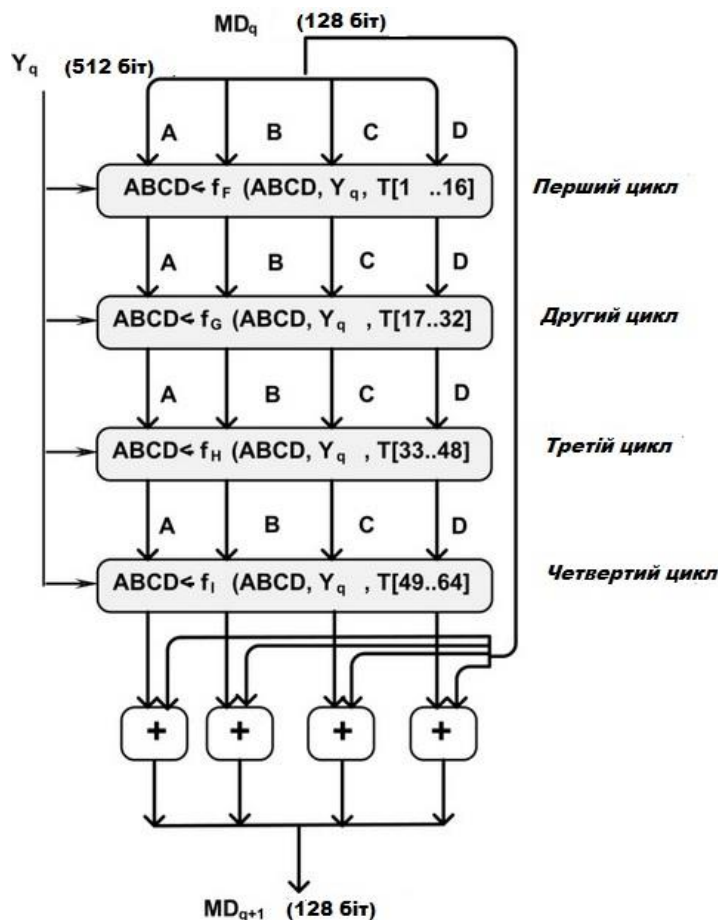 MDq (128 біт)
Yq (512 біт)
A B C D
ABCD< fF (ABCD, Yq, T[1 ..16] Перший цикл
A B C D
ABCD< fG (ABCD, Yq , T[17..32] Другий цикл
A B C D
ABCD< fH (ABCD, Yq , T[33..48] Третій цикл
A B C D
ABCD< fI (ABCD, Yq , T[49..64] Четвертий цикл
+ + + +
MDq+1 (128 біт)